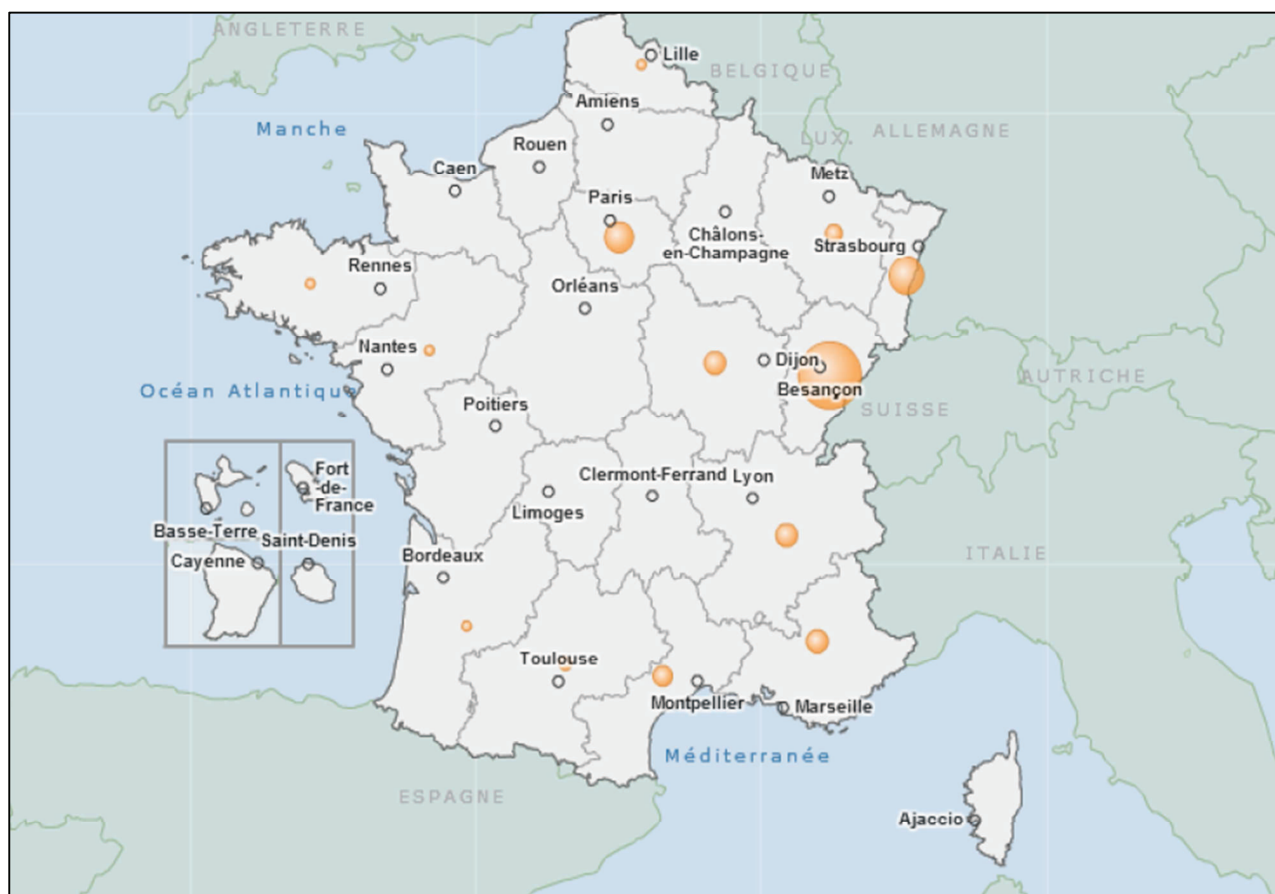 ANGLETERRE
Lille
BELGIQUE
Amiens
Manche
LUX.
ALLEMAGNE
Rouen
Caen
Metz
Paris
Châlons-
en-Champagne
Strasbourg
Rennes
Orléans
Nantes
Dijon
Océan Atlantique
Besançon
AUTRICHE
SUISSE
Poitiers
Fort
-de-
France
Clermont-Ferrand
Lyon
Limoges
Basse-Terre
Saint-Denis
Cayenne
Bordeaux
ITALIE
Toulouse
Montpellier
Marseille
Méditerranée
ESPAGNE
Ajaccio